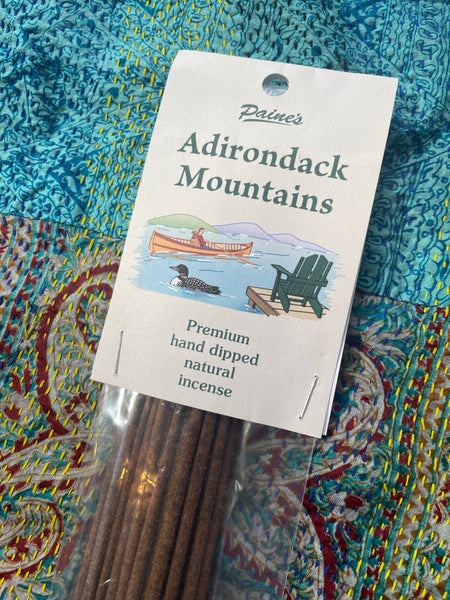 Paine's
Adirondack
Mountains
Premium
hand dipped
natural
incense